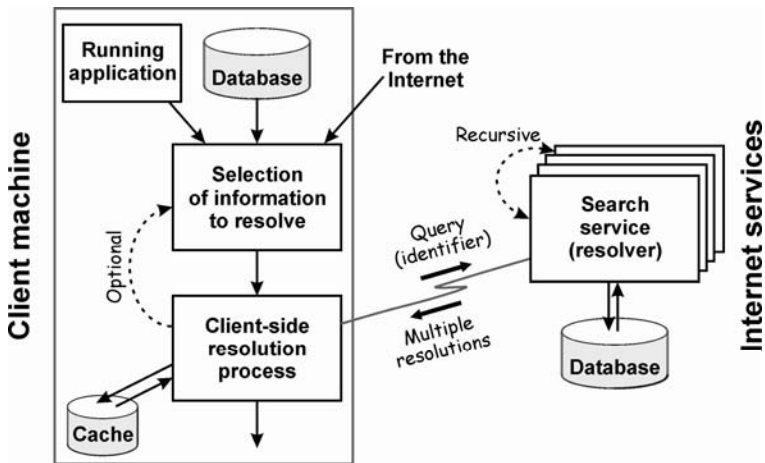 Client machine
Running
application
Database
From the
Internet
Selection
of information
to resolve
Optional
Client-side
resolution
process
Cache
Query
(identifier)
Multiple
resolutions
Recursive
Search
service
(resolver)
Database
Internet services